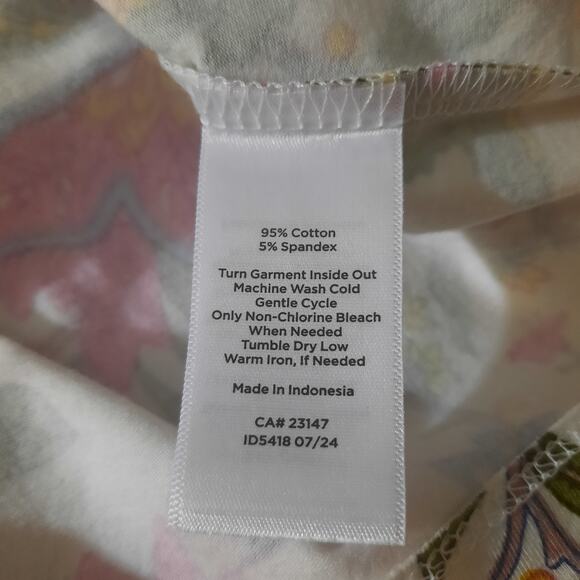 95% Cotton
5% Spandex
Turn Garment Inside Out
Machine Wash Cold
Gentle Cycle
Only Non-Chlorine Bleach
When Needed
Tumble Dry Low
Warm Iron, If Needed
Made In Indonesia
CA# 23147
ID5418 07/24